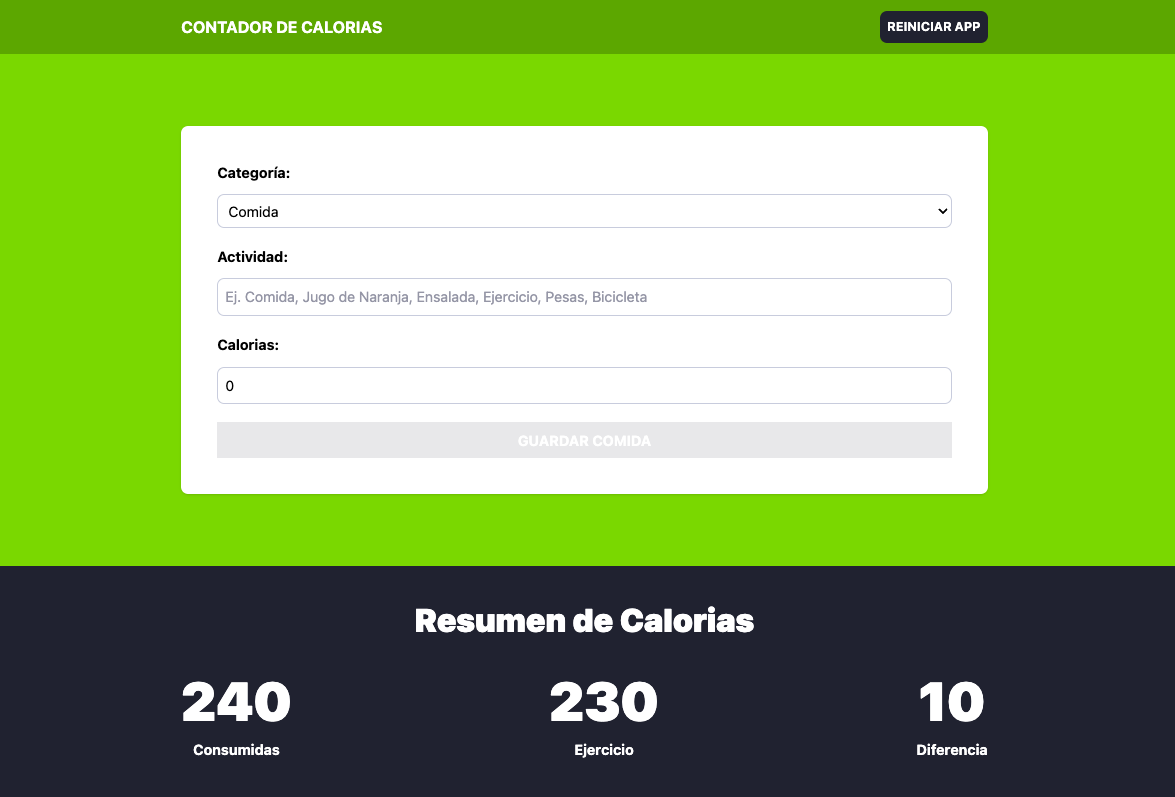 CONTADOR DE CALORIAS
REINICIAR APP
Categoría:
Comida
Actividad:
Ej. Comida, Jugo de Naranja, Ensalada, Ejercicio, Pesas, Bicicleta
Calorias:
0
GUARDAR COMIDA
Resumen de Calorias
240 230 10
Consumidas Ejercicio Diferencia